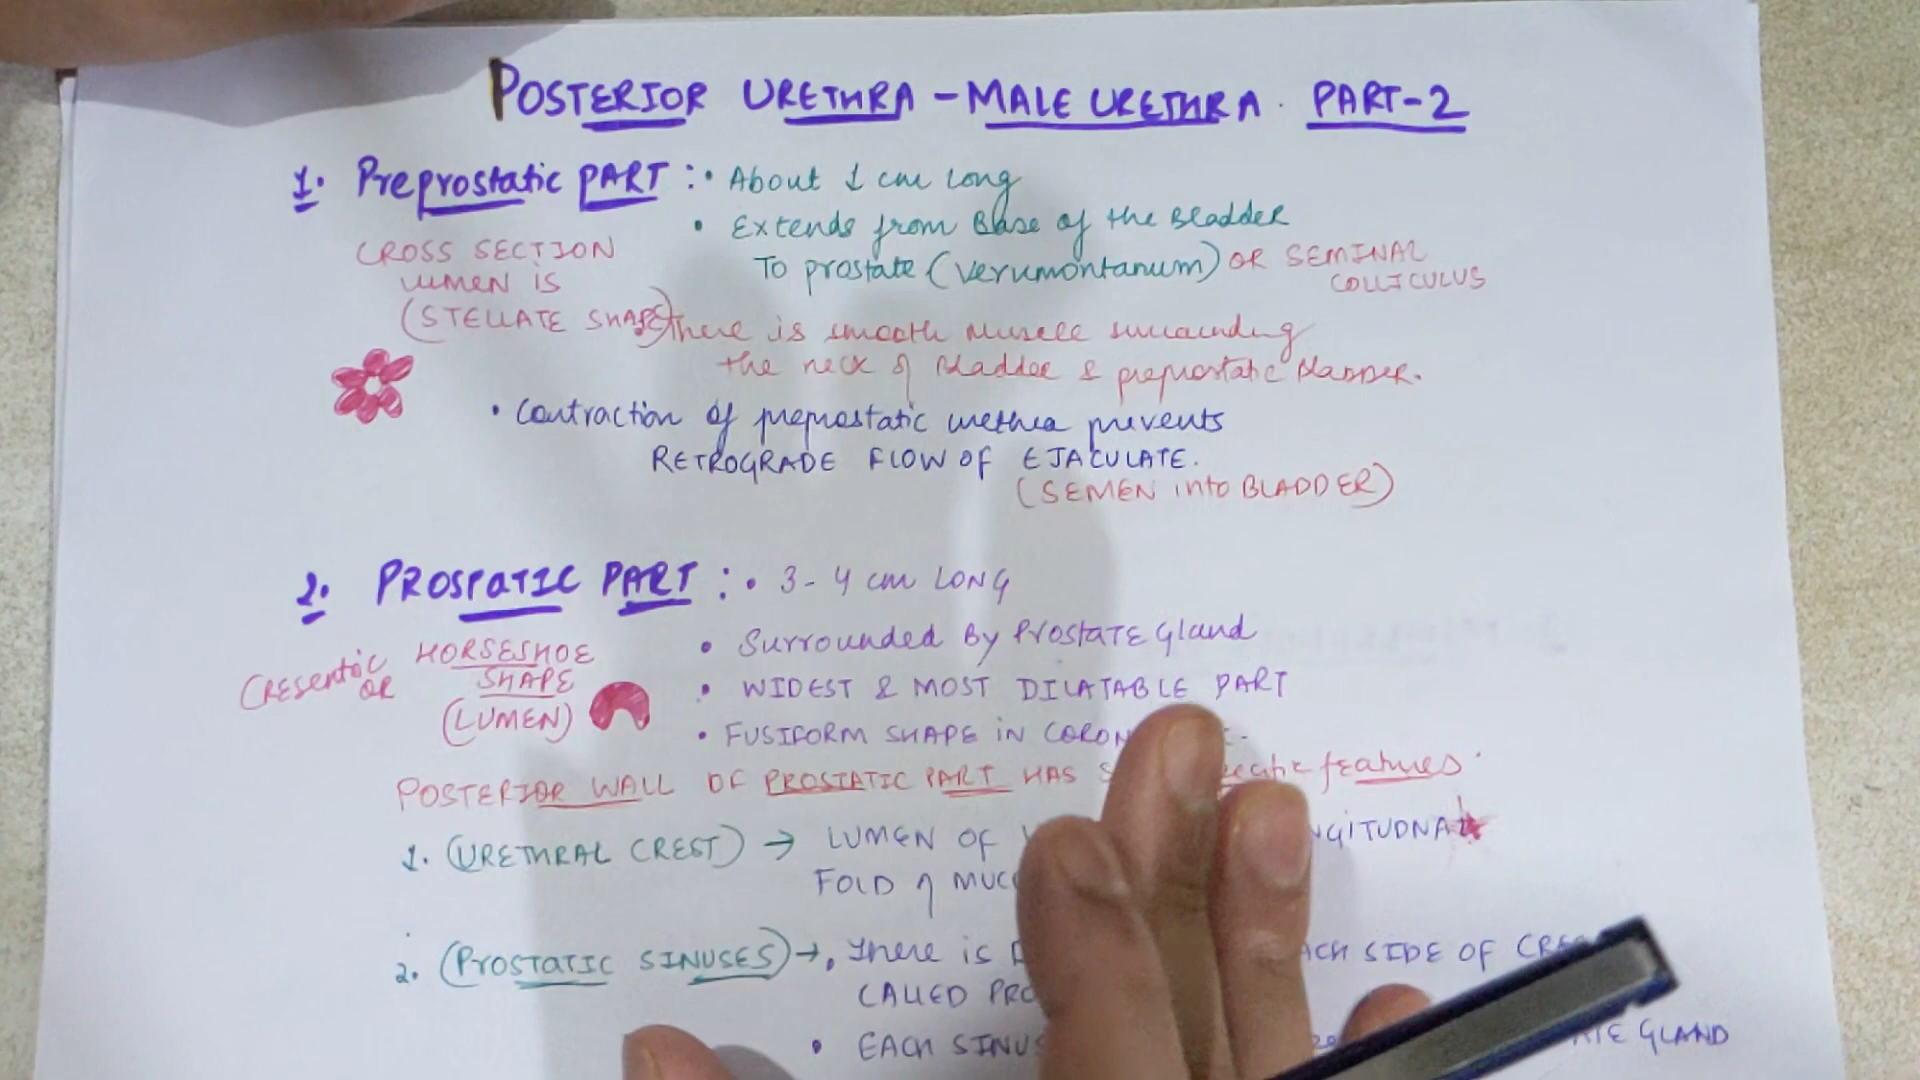 POSTERIOR URETHRA - MALE URETHRA. PART-2
1. Preprostatic PART : • About 1 cm long
• Extends from Base of the Bladder
To prostate (verumontanum) OR SEMINAL
COLLICULUS
CROSS SECTION
LUMEN is
(STELLATE SHAPE)
There is smooth muscle surrounding
the neck of bladder & preprostatic bladder.
• Contraction of preprostatic urethra prevents
RETROGRADE FLOW OF EJACULATE.
(SEMEN into BLADDER)
2. PROSTATIC PART : • 3-4 cm LONG
• Surrounded By Prostate Gland
• WIDEST & MOST DILATABLE PART
• FUSIFORM SHAPE in
Cresentic OR HORSESHOE
SHAPE
(LUMEN)
POSTERIOR WALL OF PROSTATIC PART HAS features.
1. (URETHRAL CREST) → LUMEN OF
FOLD of
2. (PROSTATIC SINUSES) → • There is SIDE OF
CALLED
• EACH GLAND